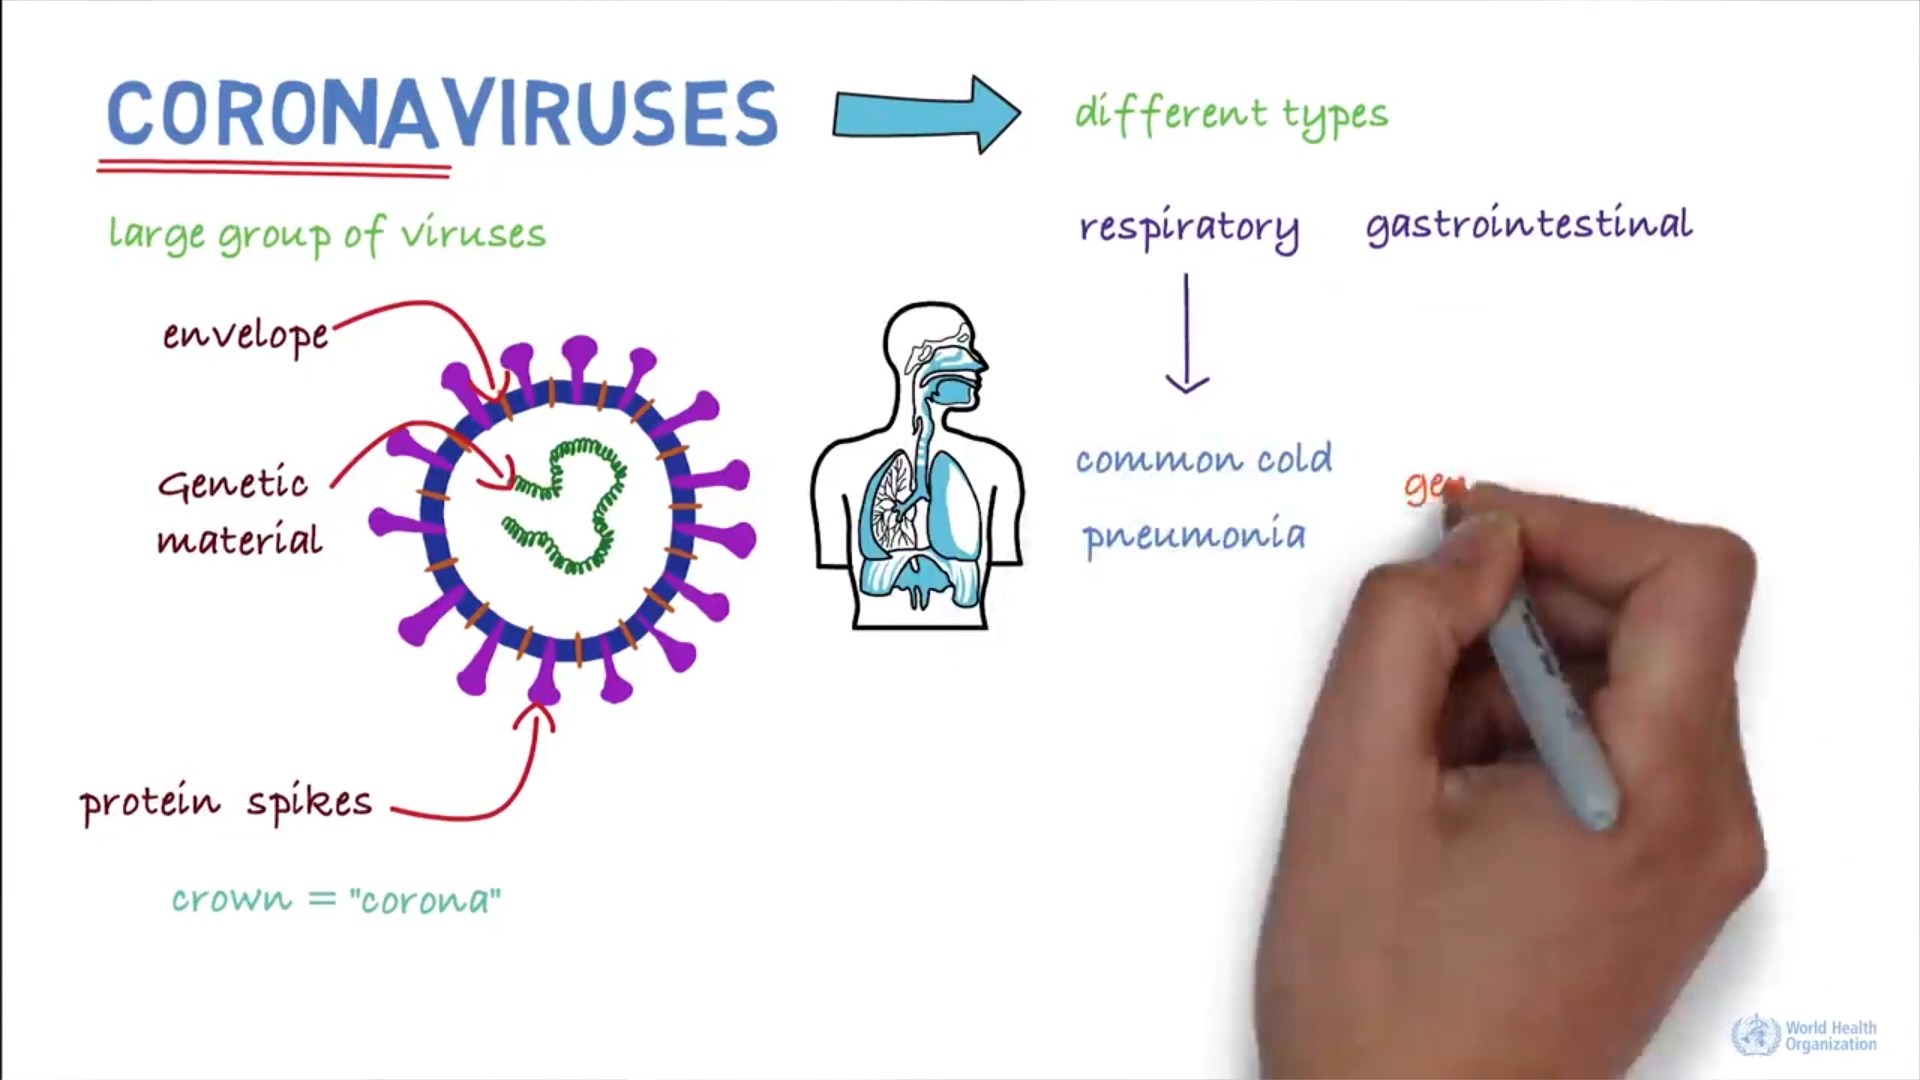 CORONAVIRUSES
different types
large group of viruses
respiratory gastrointestinal
envelope
Genetic
material
common cold
pneumonia
protein spikes
crown = "corona"
World Health
Organization